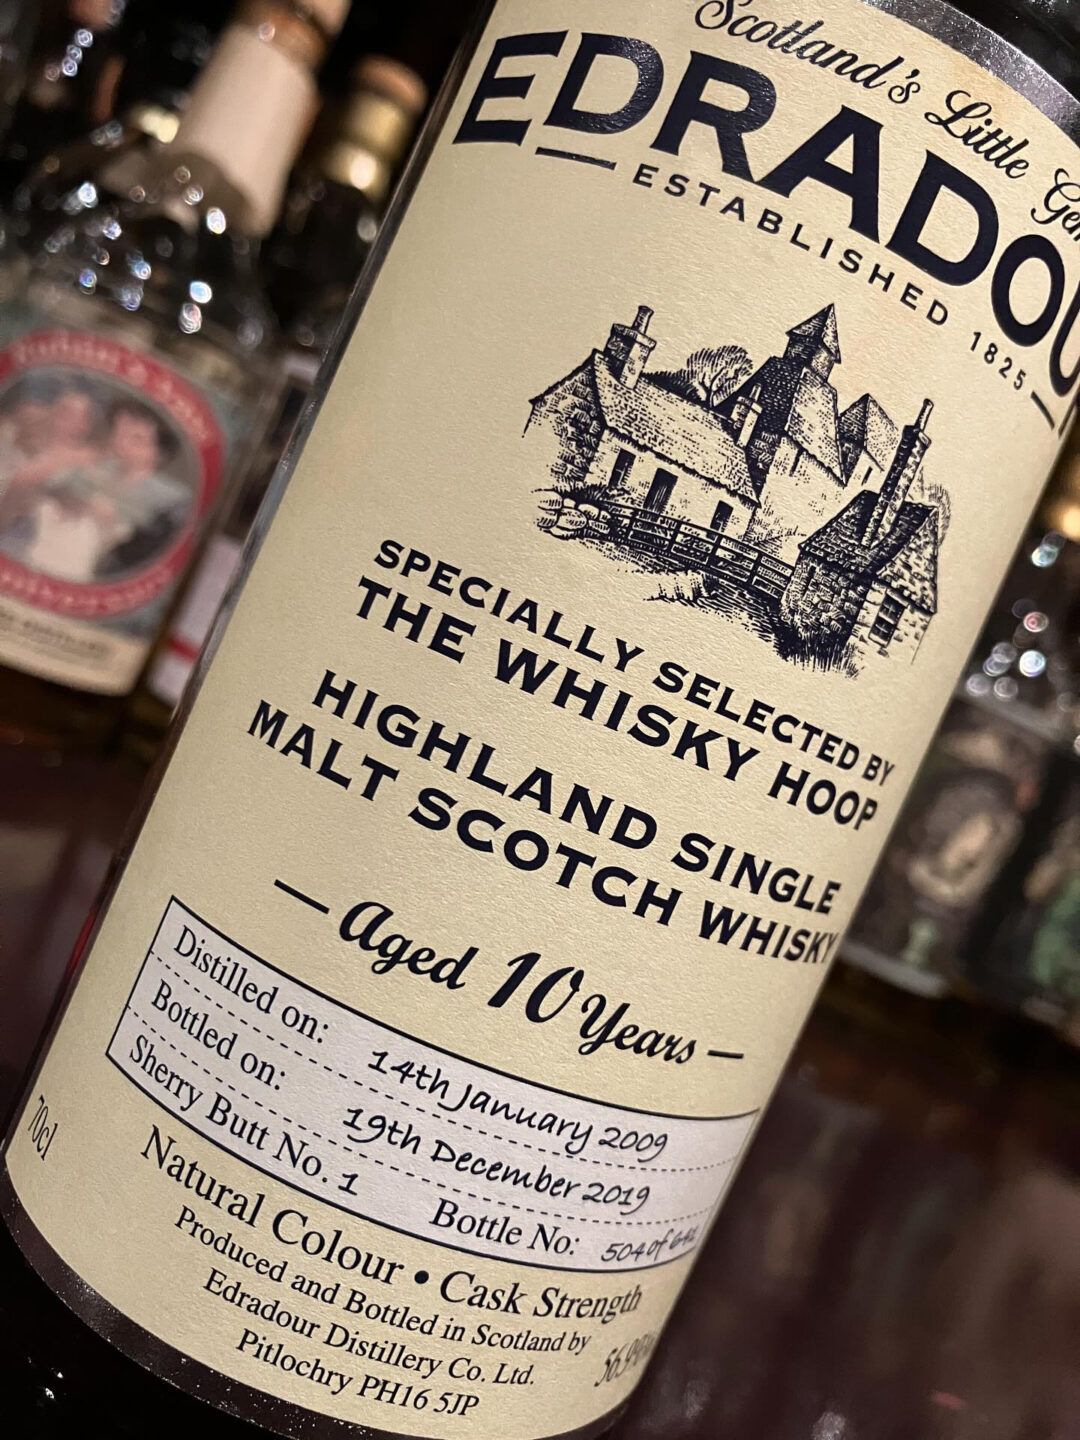 Scotland's Little
EDRADOU
ESTABLISHED 1825
SPECIALLY SELECTED BY
THE WHISKY HOOP
HIGHLAND SINGLE
MALT SCOTCH WHISKY
Aged 10 Years
Distilled on: 14th January 2009
Bottled on: 19th December 2019
Sherry Butt No. 1 Bottle No: 504 of
70cl
Natural Colour • Cask Strength
Produced and Bottled in Scotland by
Edradour Distillery Co. Ltd.
Pitlochry PH16 5JP